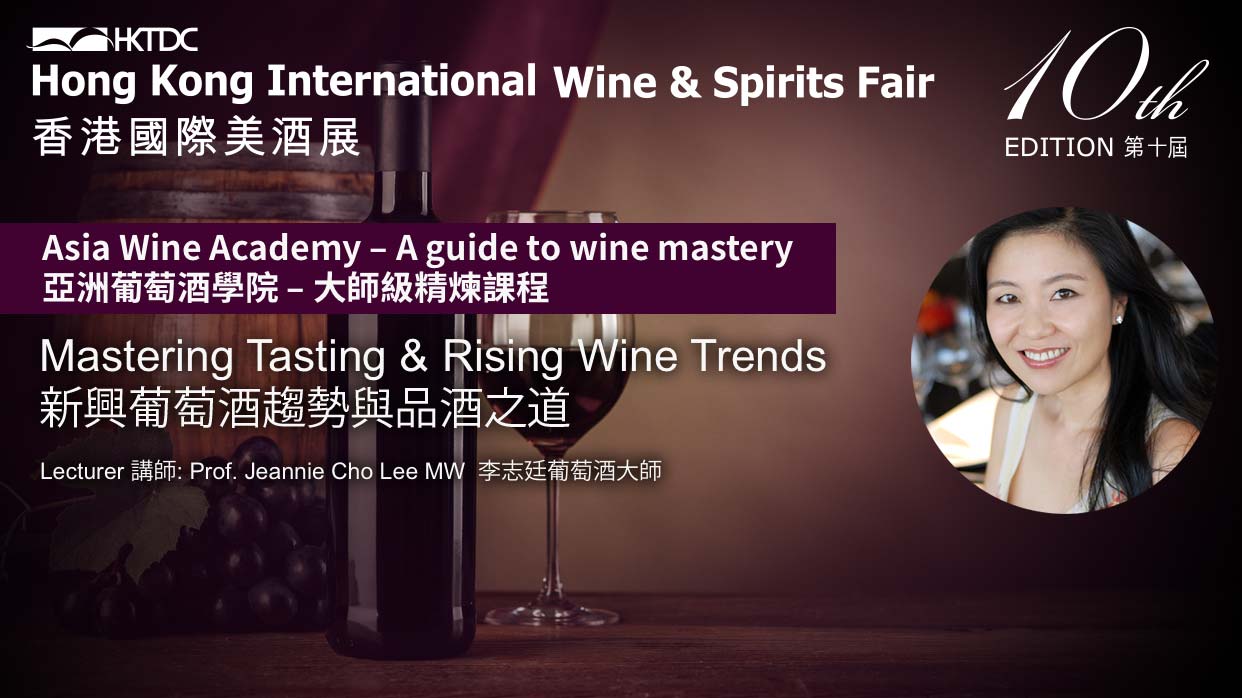 HKTDC
Hong Kong International Wine & Spirits Fair
香港國際美酒展
10th
EDITION 第十屆
Asia Wine Academy – A guide to wine mastery
亞洲葡萄酒學院 – 大師級精煉課程
Mastering Tasting & Rising Wine Trends
新興葡萄酒趨勢與品酒之道
Lecturer 講師: Prof. Jeannie Cho Lee MW 李志廷葡萄酒大師